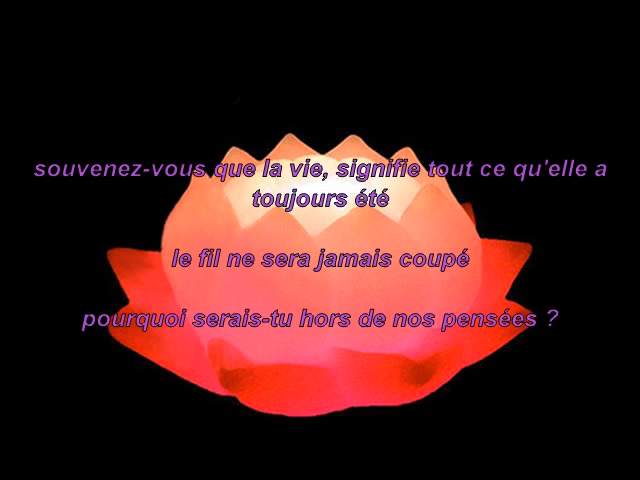 souvenez-vous que la vie, signifie tout ce qu'elle a
toujours été
le fil ne sera jamais coupé
pourquoi serais-tu hors de nos pensées ?